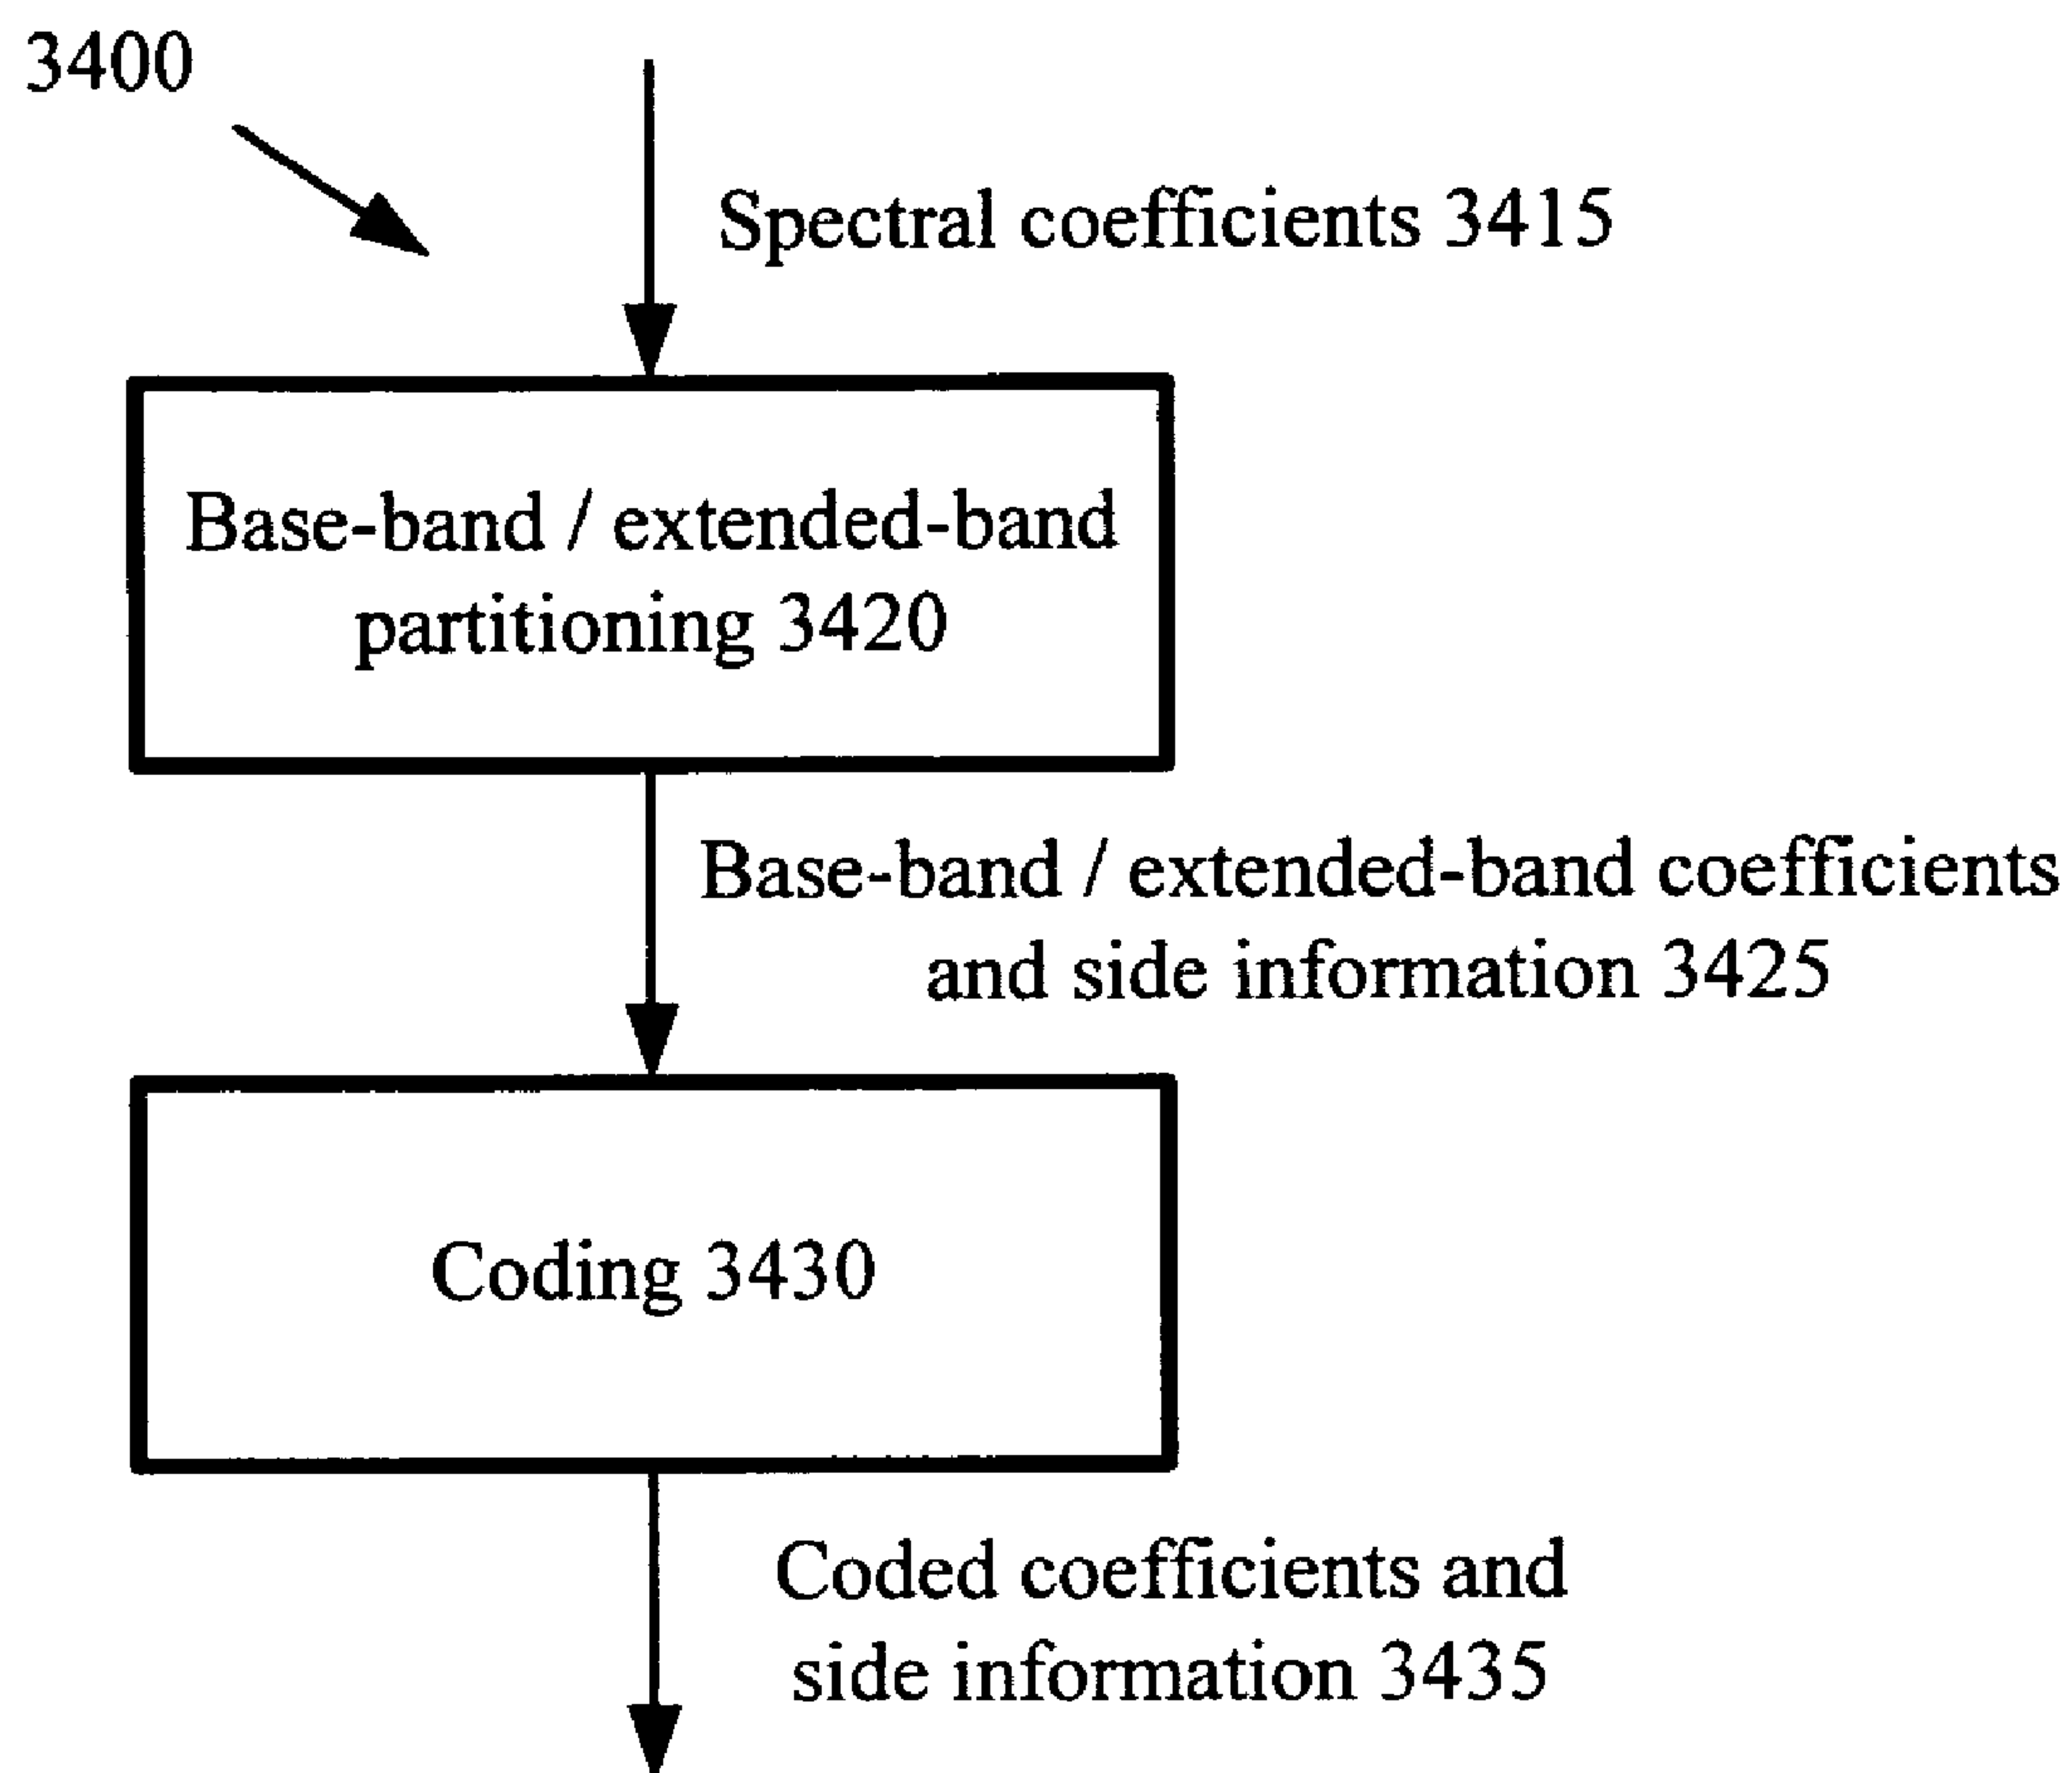 3400
Spectral coefficients 3415
Base-band / extended-band
partitioning 3420
Base-band / extended-band coefficients
and side information 3425
Coding 3430
Coded coefficients and
side information 3435